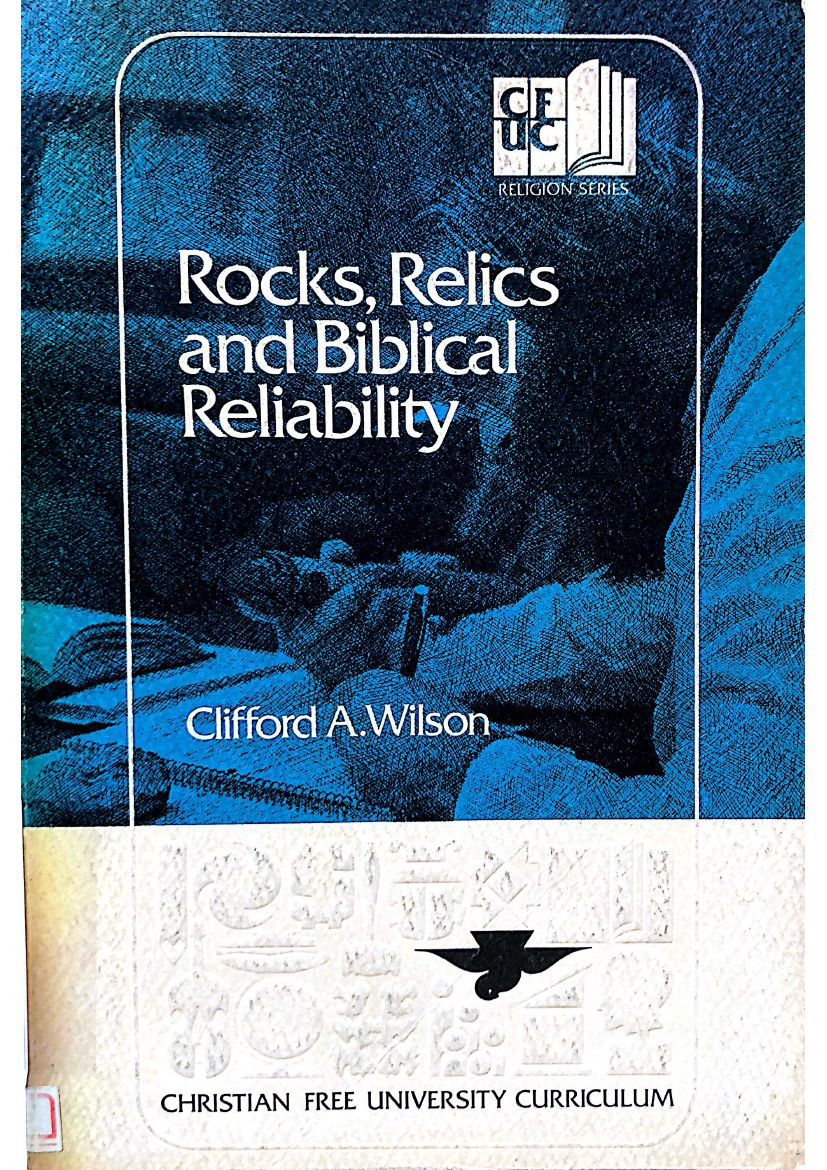 CF
UC
RELIGION SERIES
Rocks, Relics
and Biblical
Reliability
Clifford A. Wilson
CHRISTIAN FREE UNIVERSITY CURRICULUM